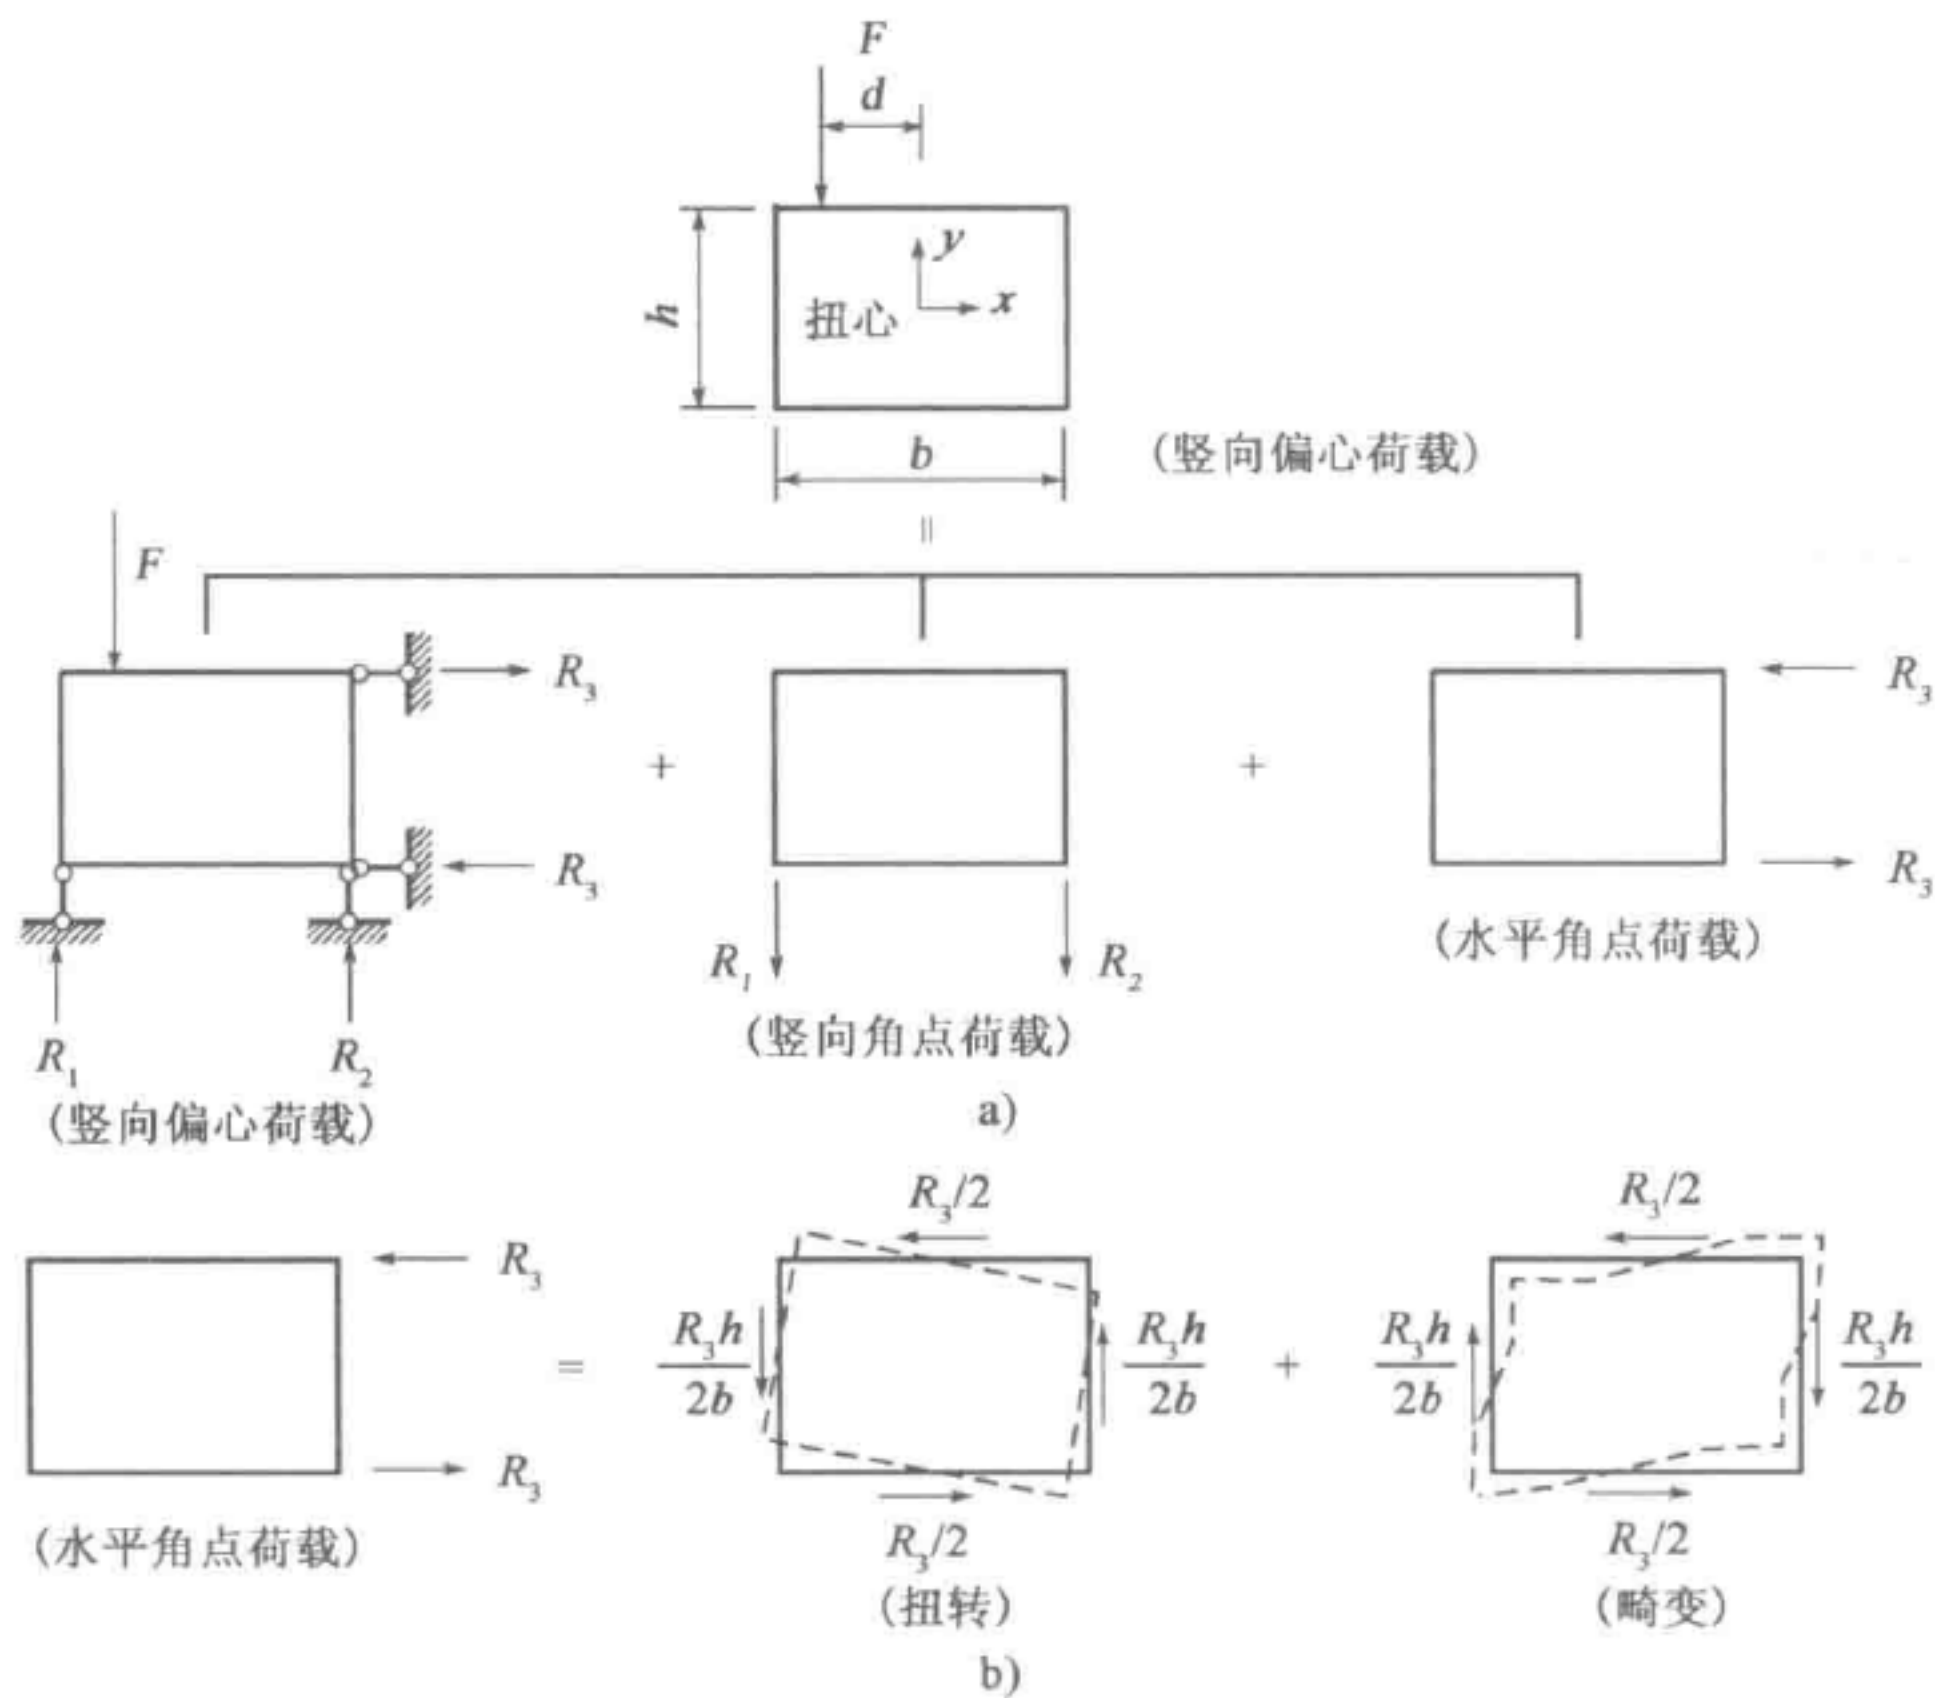 F
d
y
扭心 x
h
b
(竖向偏心荷载)
=
F
R₃
R₃
R₁ R₂
(竖向偏心荷载)
+
R₁ R₂
(竖向角点荷载)
+
R₃
R₃
(水平角点荷载)
a)
R₃
R₃
(水平角点荷载)
=
R₃/2
R₃h/2b
R₃h/2b
R₃/2
(扭转)
+
R₃/2
R₃h/2b
R₃h/2b
R₃/2
(畸变)
b)